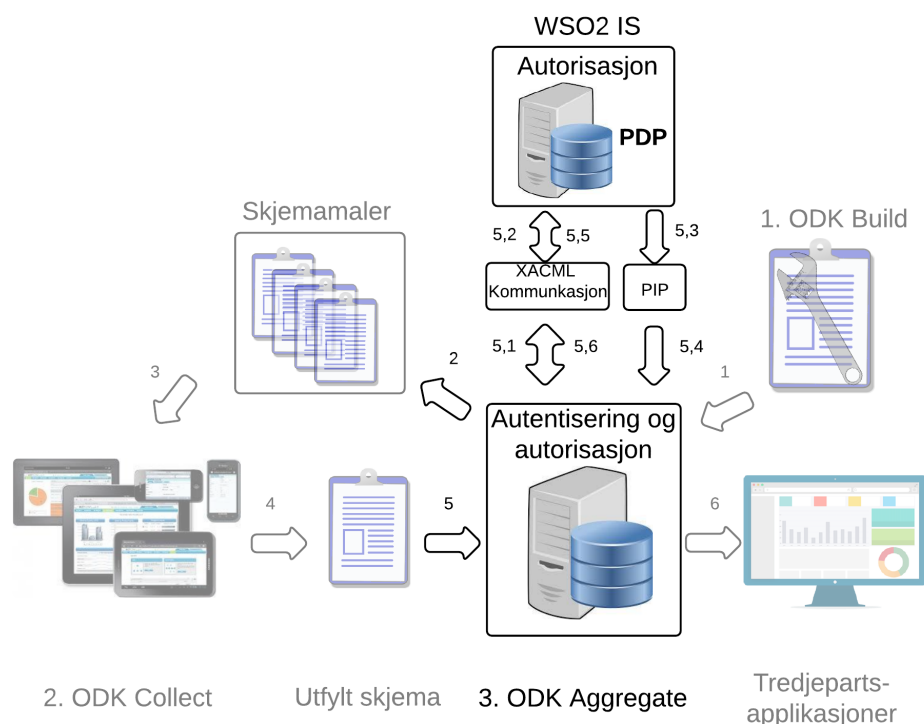 WSO2 IS
Autorisasjon
PDP
Skjemamaler
1. ODK Build
5,2
5,5
5,3
XACML
Kommunkasjon
PIP
5,1
5,6
5,4
2
3
1
Autentisering og
autorisasjon
4
5
6
2. ODK Collect
Utfylt skjema
3. ODK Aggregate
Tredjeparts-
applikasjoner